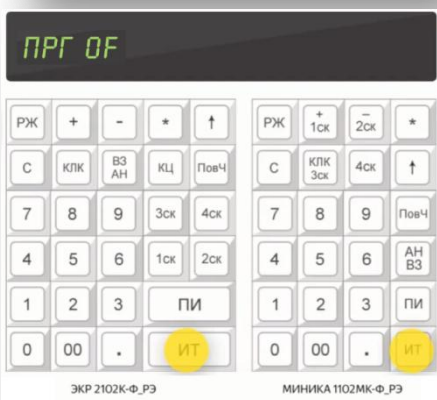 ПРГ OF
РЖ + - * ↑
С КЛК ВЗ АН КЦ ПовЧ
7 8 9 3ск 4ск
4 5 6 1ск 2ск
1 2 3 ПИ
0 00 . ИТ
ЭКР 2102К-Ф_РЭ
РЖ + 1ск – 2ск *
С КЛК 3ск 4ск ↑
7 8 9 ПовЧ
4 5 6 АН ВЗ
1 2 3 ПИ
0 00 . ИТ
МИНИКА 1102МК-Ф_РЭ